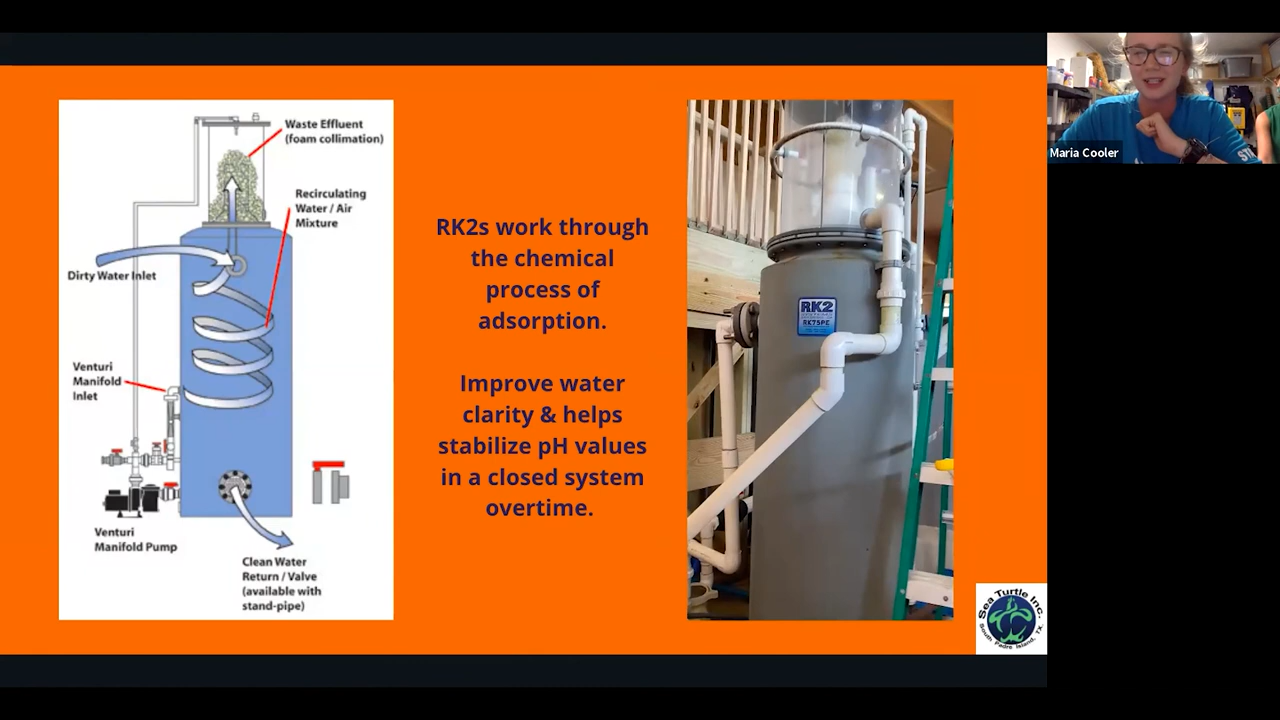 Waste Effluent
(foam collimation)
Recirculating
Water / Air
Mixture
Dirty Water Inlet
Venturi
Manifold
Inlet
Venturi
Manifold Pump
Clean Water
Return / Valve
(available with
stand-pipe)
RK2s work through
the chemical
process of
adsorption.
Improve water
clarity & helps
stabilize pH values
in a closed system
overtime.
RK2
RK75PE
Maria Cooler
Sea Turtle Inc.
South Padre Island, TX.